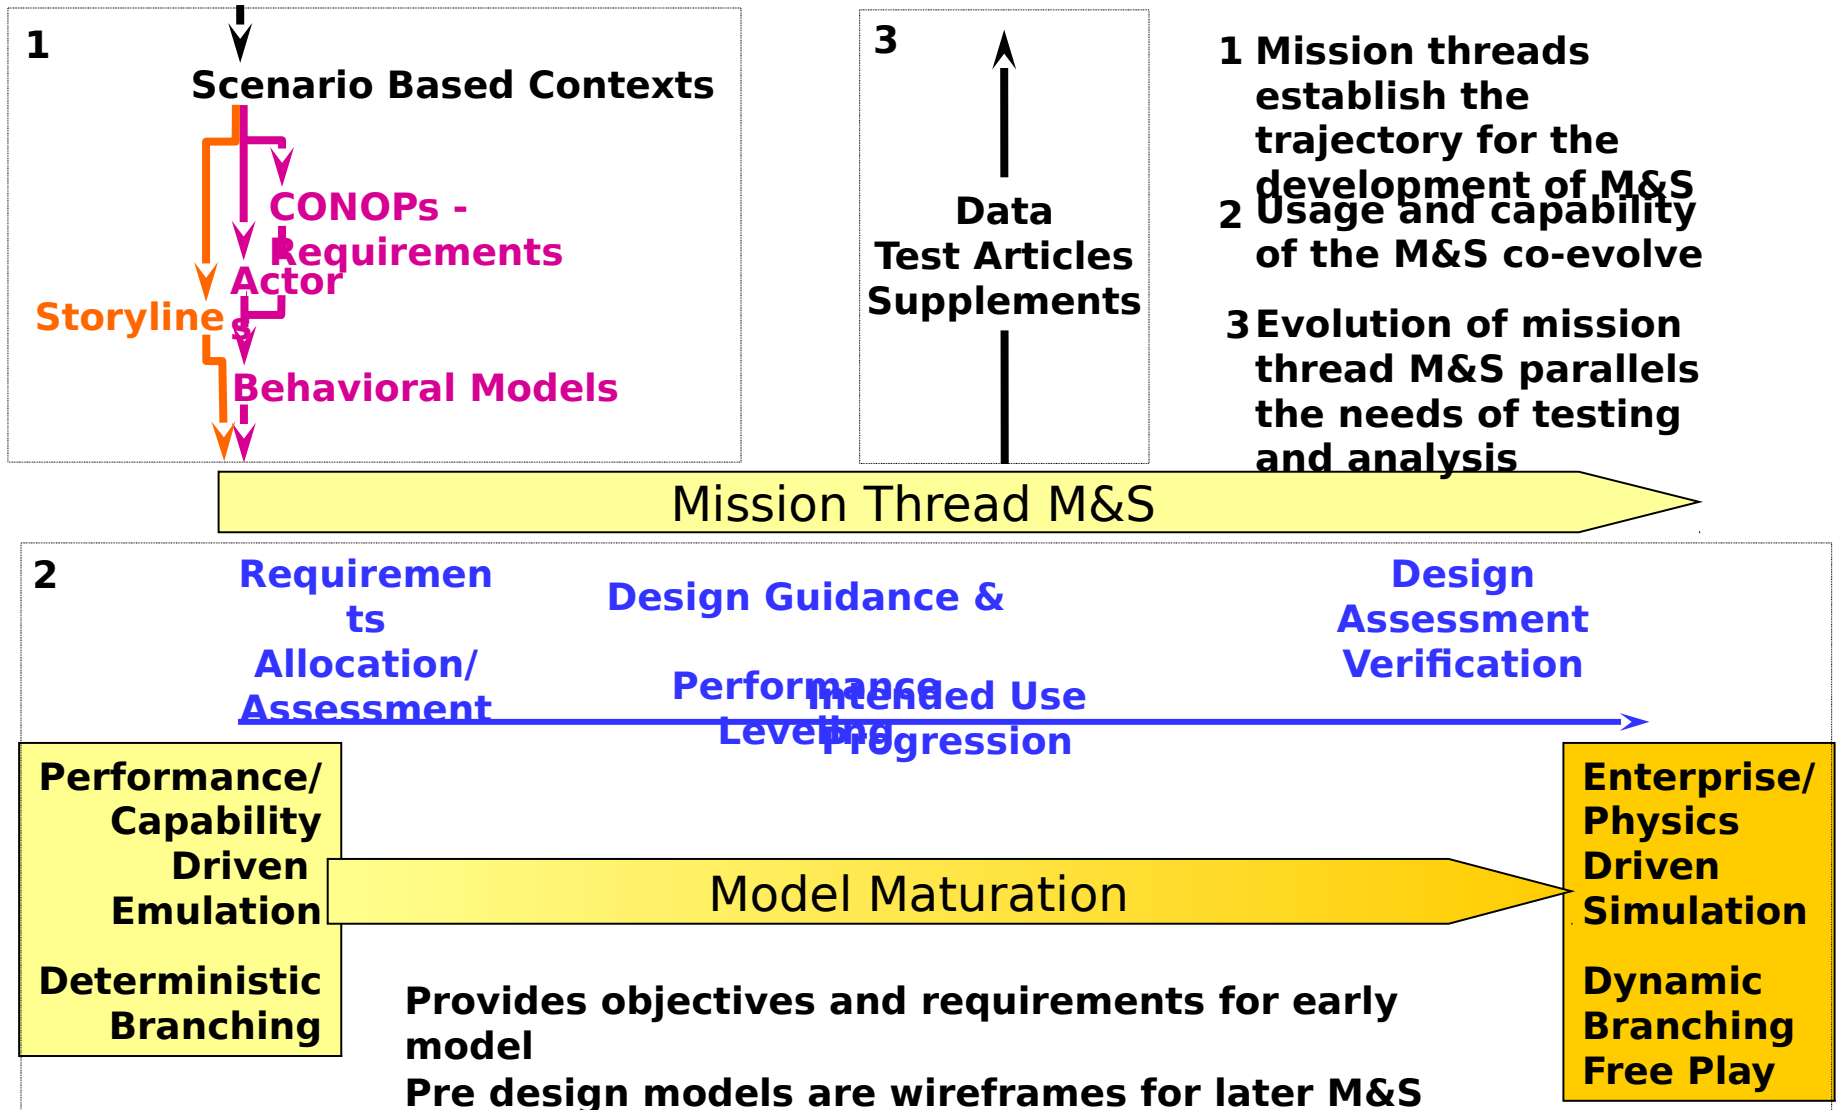 1
Scenario Based Contexts
CONOPs -
Requirements
Actor
s
Storyline
Behavioral Models
3
Data
Test Articles
Supplements
1 Mission threads
establish the
trajectory for the
development of M&S
2 Usage and capability
of the M&S co-evolve
3 Evolution of mission
thread M&S parallels
the needs of testing
and analysis
Mission Thread M&S
2
Requiremen
ts
Allocation/
Assessment
Design Guidance &
Performance
Leveling
Intended Use
Progression
Design
Assessment
Verification
Performance/
Capability
Driven
Emulation
Deterministic
Branching
Model Maturation
Enterprise/
Physics
Driven
Simulation
Dynamic
Branching
Free Play
Provides objectives and requirements for early
model
Pre design models are wireframes for later M&S